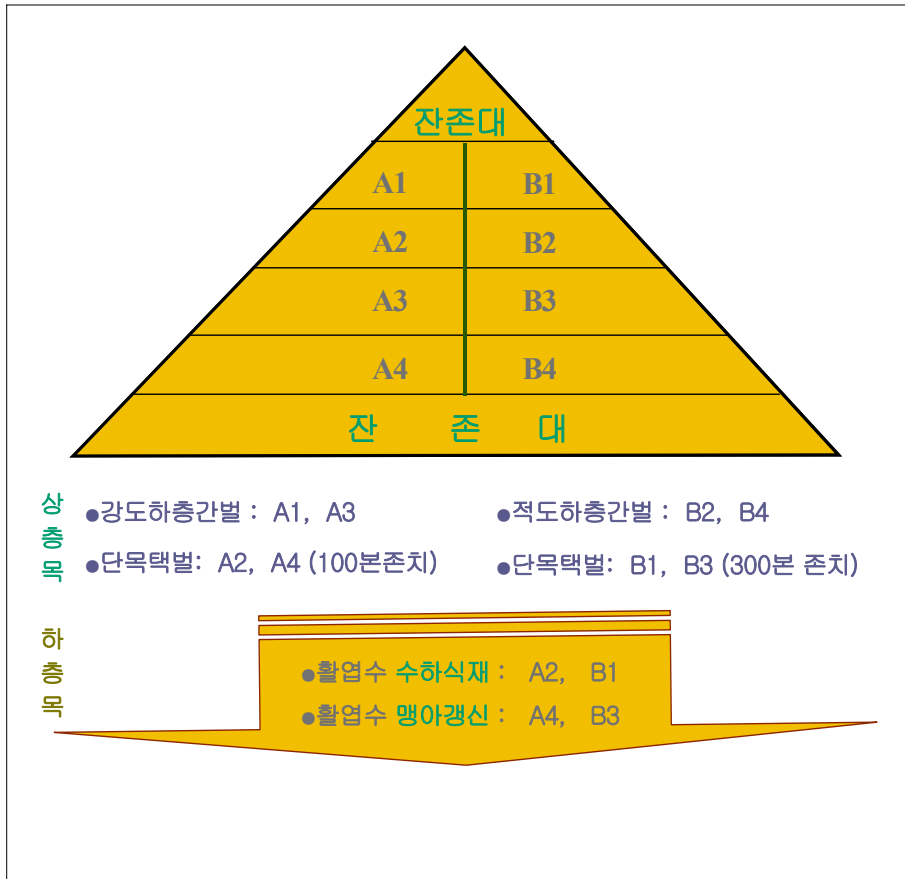 잔존대
A1 B1
A2 B2
A3 B3
A4 B4
잔 존 대
상층목
●강도하층간벌 : A1, A3 ●적도하층간벌 : B2, B4
●단목택벌: A2, A4 (100본존치) ●단목택벌: B1, B3 (300본 존치)
하층목
●활엽수 수하식재 : A2, B1
●활엽수 맹아갱신 : A4, B3